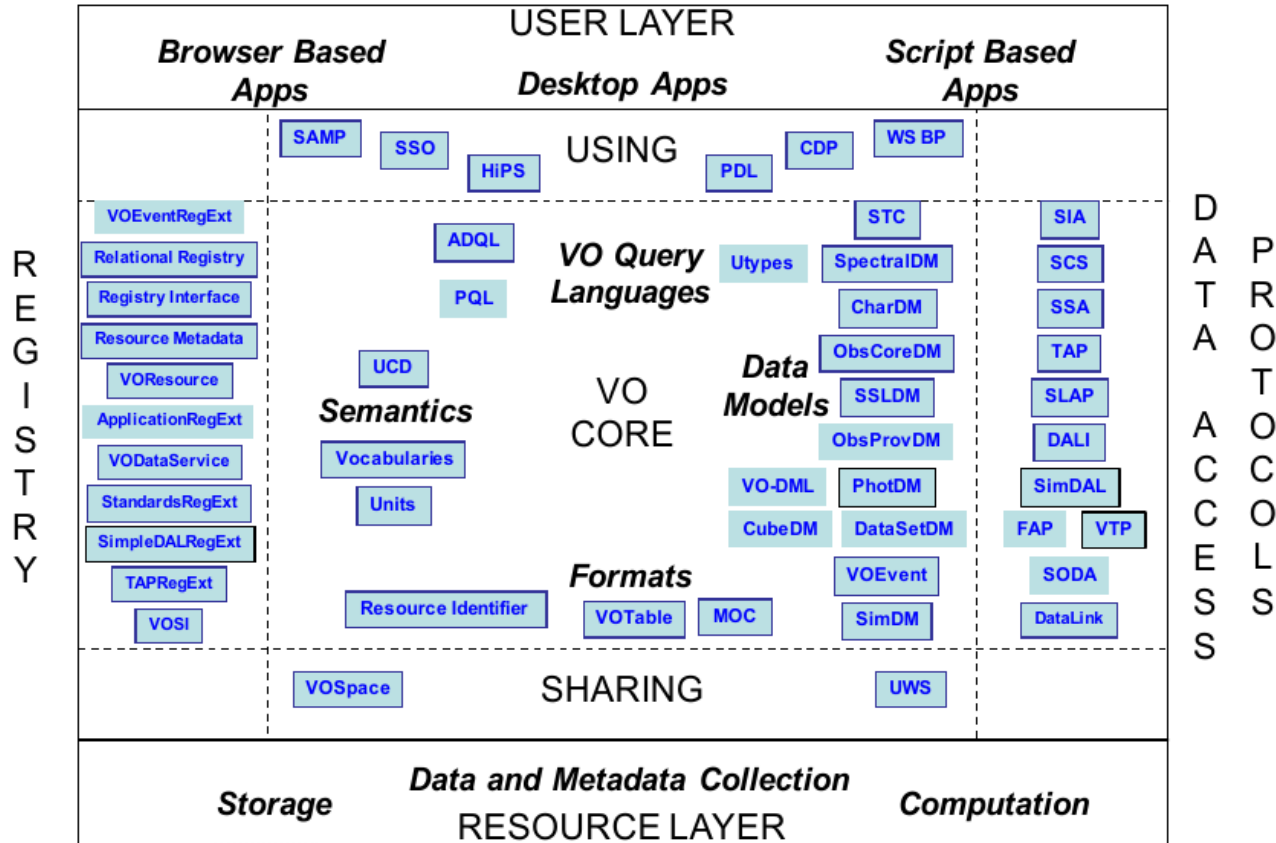 USER LAYER
Browser Based
Apps
Desktop Apps
Script Based
Apps
SAMP
SSO
HiPS
USING
PDL
CDP
WS BP
REGISTRY
VOEventRegExt
Relational Registry
Registry Interface
Resource Metadata
VOResource
ApplicationRegExt
VODataService
StandardsRegExt
SimpleDALRegExt
TAPRegExt
VOSI
ADQL
PQL
VO Query
Languages
UCD
Semantics
Vocabularies
Units
VO
CORE
Resource Identifier
Formats
VOTable
MOC
Utypes
Data
Models
VO-DML
CubeDM
STC
SpectralDM
CharDM
ObsCoreDM
SSLDM
ObsProvDM
PhotDM
DataSetDM
VOEvent
SimDM
SIA
SCS
SSA
TAP
SLAP
DALI
SimDAL
FAP
VTP
SODA
DataLink
DATA ACCESS
PROTOCOLS
VOSpace
SHARING
UWS
Storage
Data and Metadata Collection
Computation
RESOURCE LAYER